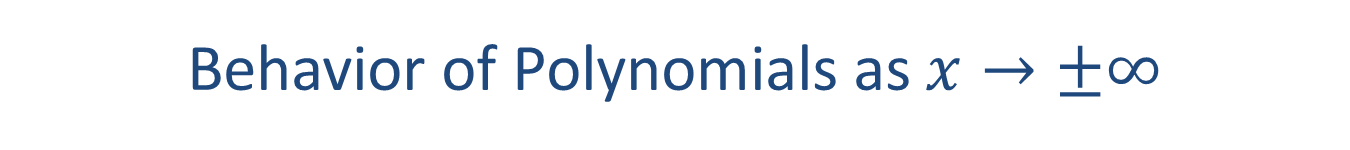 Behavior of Polynomials as 𝑥 → ±∞